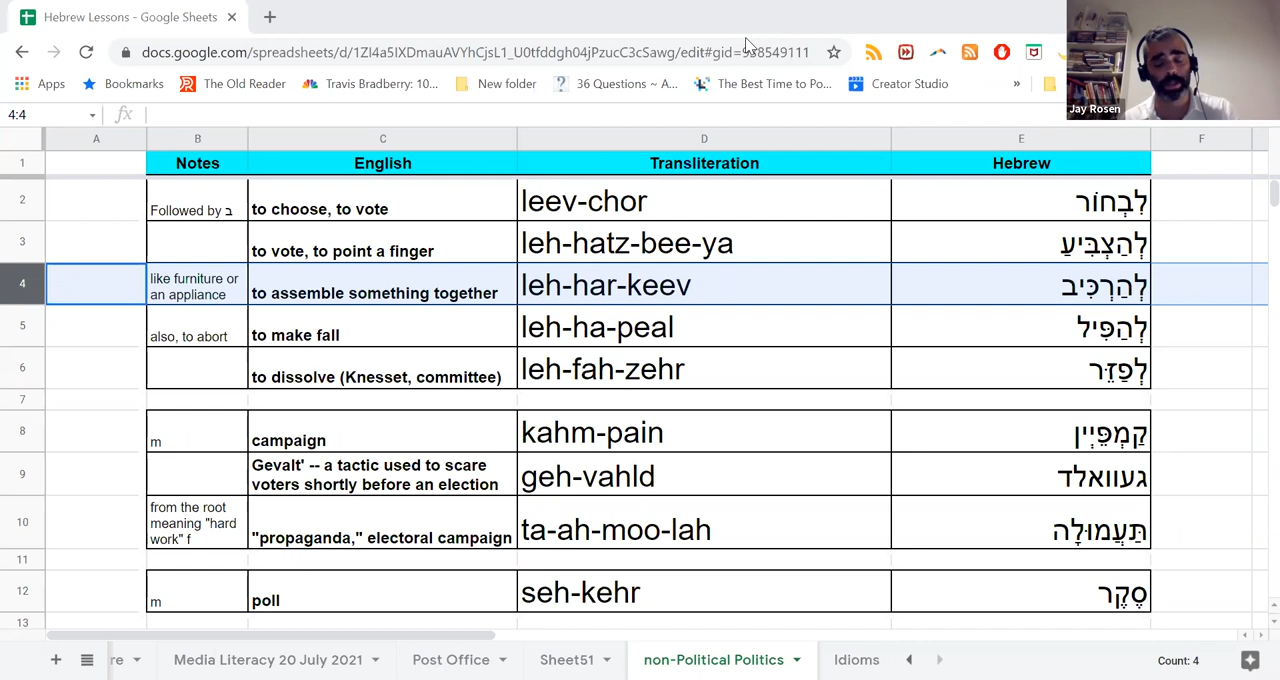 Hebrew Lessons - Google Sheets
docs.google.com/spreadsheets/d/1ZI4a5IXDmauAVYhCjsL1_U0tfddgh04jPzucC3cSawg/edit#gid=938549111
Apps Bookmarks The Old Reader Travis Bradberry: 10... New folder 36 Questions ~ A... The Best Time to Po... Creator Studio »
Jay Rosen
4:4 fx
A B C D E F
1 Notes English Transliteration Hebrew
2 Followed by ב to choose, to vote leev-chor לִבְחוֹר
3 to vote, to point a finger leh-hatz-bee-ya לְהַצְבִּיעַ
4 like furniture or
an appliance to assemble something together leh-har-keev לְהַרְכִּיב
5 also, to abort to make fall leh-ha-peal לְהַפִּיל
6 to dissolve (Knesset, committee) leh-fah-zehr לְפַזֵּר
7
8 m campaign kahm-pain קַמְפֵּיְין
9 Gevalt' -- a tactic used to scare
voters shortly before an election geh-vahld געוואלד
10 from the root
meaning "hard
work" f "propaganda," electoral campaign ta-ah-moo-lah תַּעֲמוּלָה
11
12 m poll seh-kehr סֶקֶר
13
re Media Literacy 20 July 2021 Post Office Sheet51 non-Political Politics Idioms Count: 4